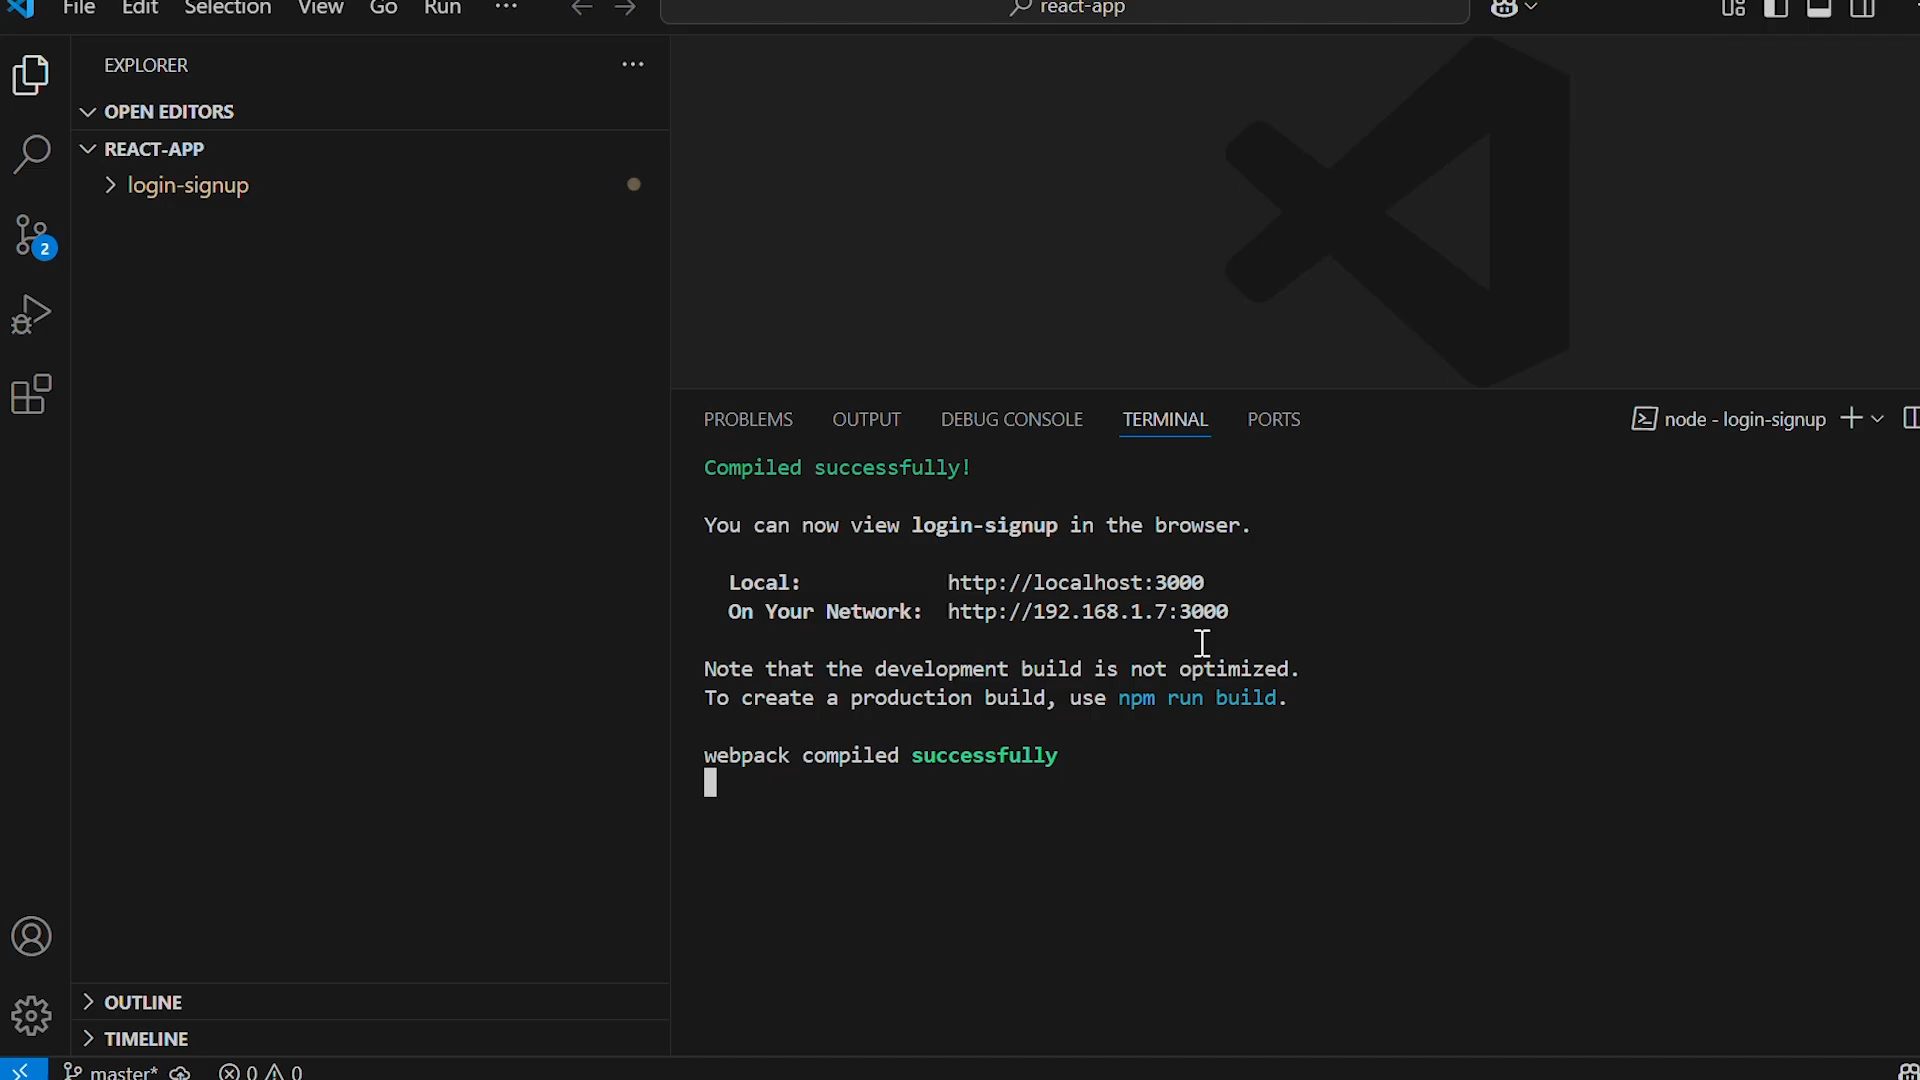 File Edit Selection View Go Run ... react-app
EXPLORER ...
OPEN EDITORS
REACT-APP
login-signup
2
PROBLEMS OUTPUT DEBUG CONSOLE TERMINAL PORTS node - login-signup
Compiled successfully!
You can now view login-signup in the browser.
Local: http://localhost:3000
On Your Network: http://192.168.1.7:3000
Note that the development build is not optimized.
To create a production build, use npm run build.
webpack compiled successfully
OUTLINE
TIMELINE
master* 0 0